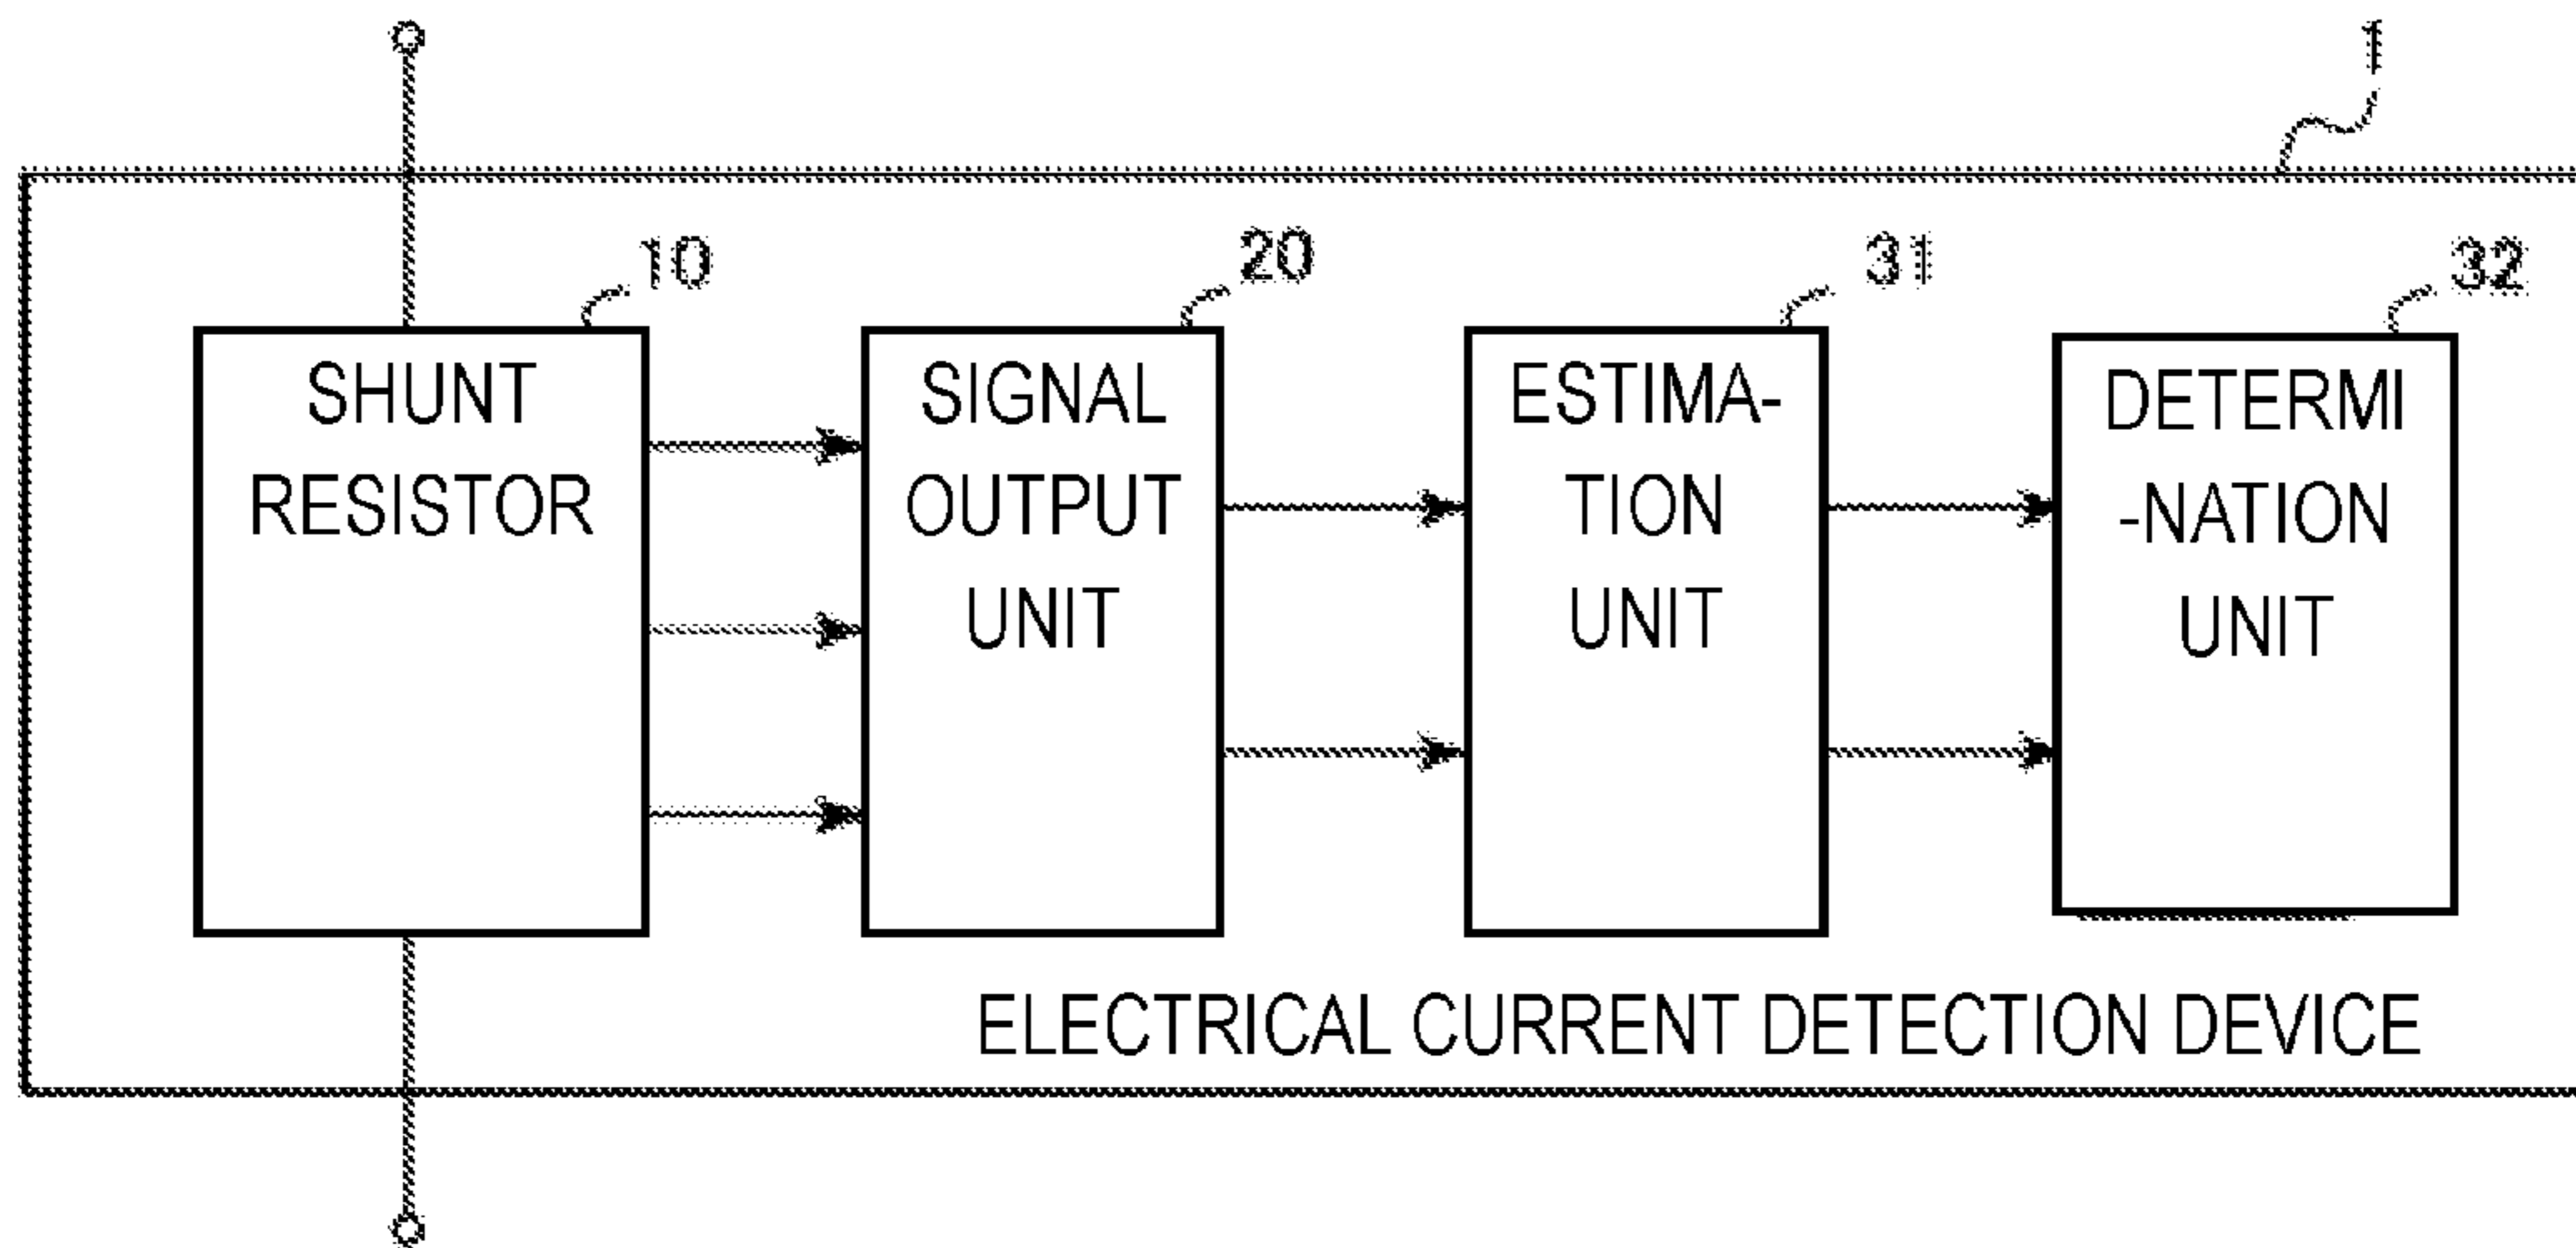 1
10
20
31
32
SHUNT
RESISTOR
SIGNAL
OUTPUT
UNIT
ESTIMA-
TION
UNIT
DETERMI
-NATION
UNIT
ELECTRICAL CURRENT DETECTION DEVICE